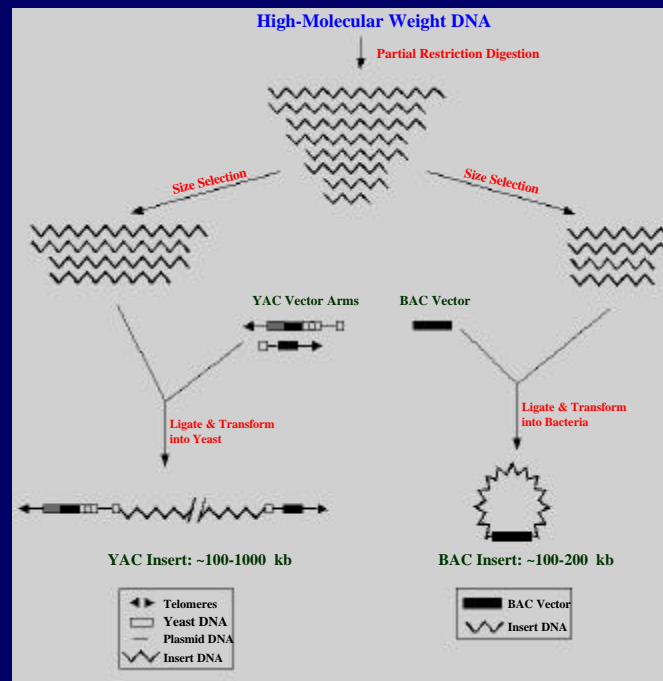 High-Molecular Weight DNA
Partial Restriction Digestion
Size Selection
Size Selection
YAC Vector Arms
BAC Vector
Ligate & Transform
into Yeast
Ligate & Transform
into Bacteria
YAC Insert: ~100-1000 kb
BAC Insert: ~100-200 kb
Telomeres
Yeast DNA
Plasmid DNA
Insert DNA
BAC Vector
Insert DNA